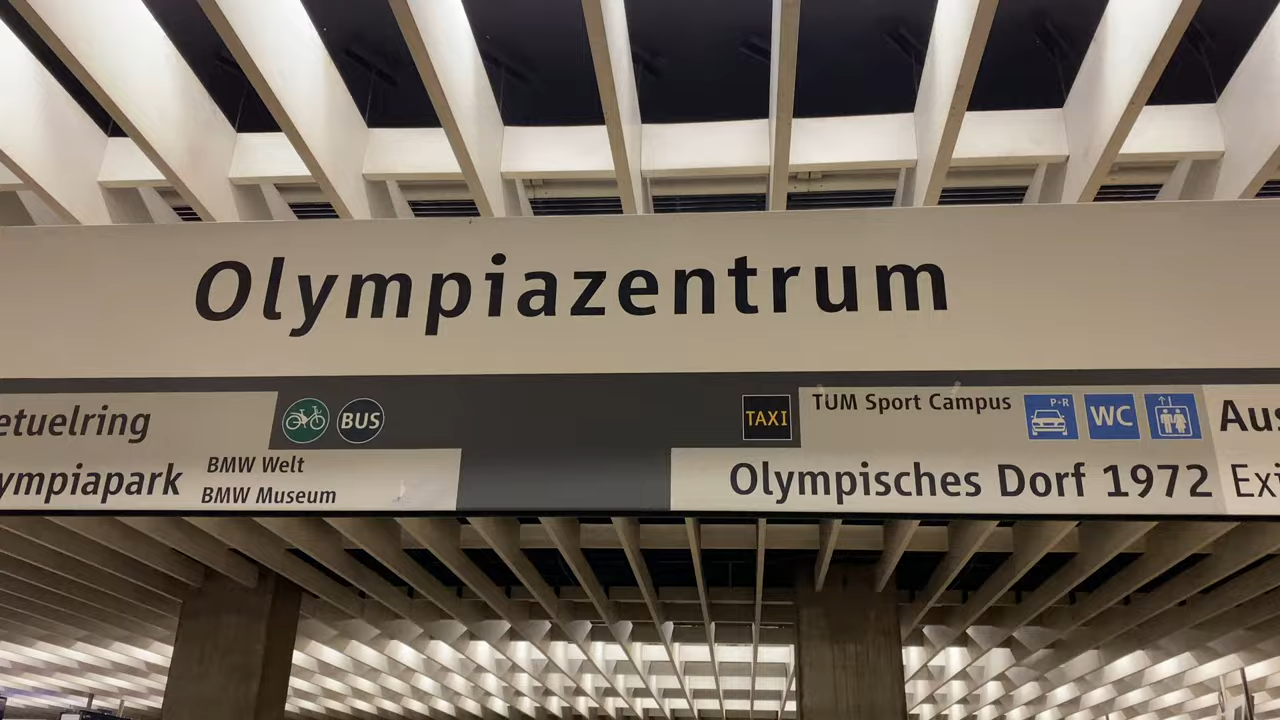 Olympiazentrum
etuelring
BUS
TAXI
TUM Sport Campus
P+R
WC
Aus
ympiapark
BMW Welt
BMW Museum
Olympisches Dorf 1972
Exi